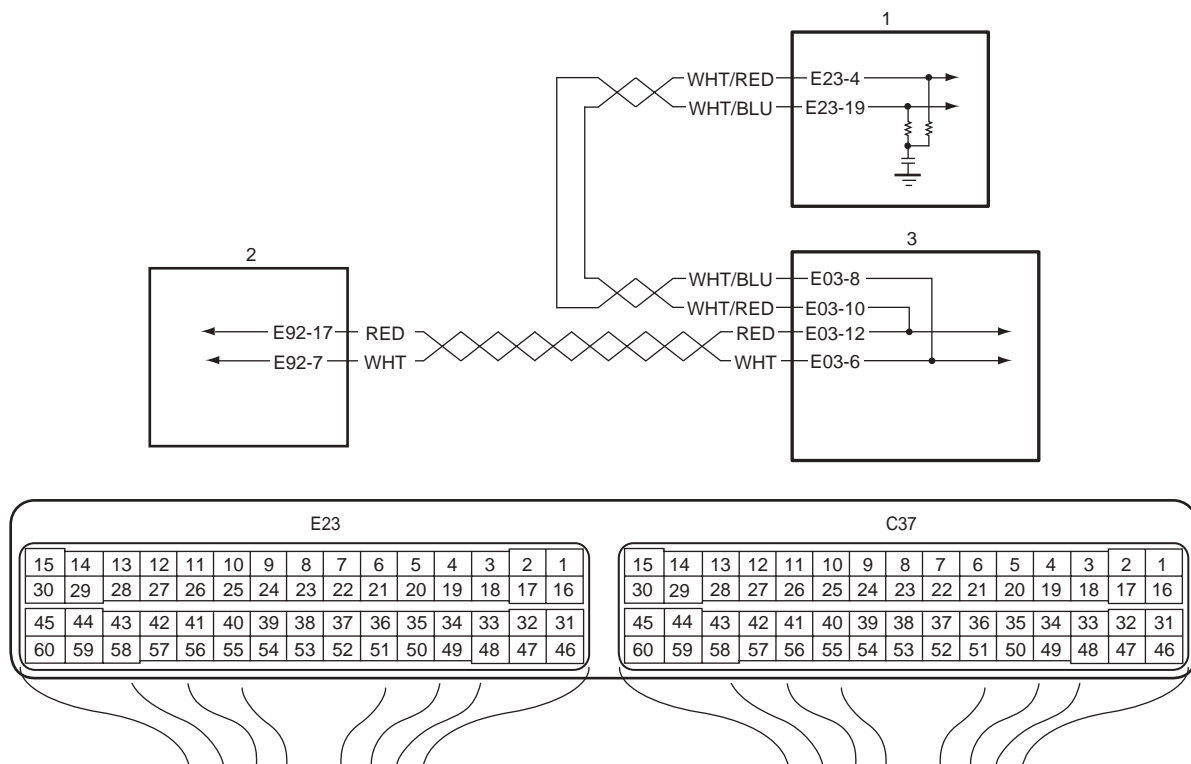 1
WHT/RED E23-4
WHT/BLU E23-19
2
3
WHT/BLU E03-8
WHT/RED E03-10
E92-17 RED RED E03-12
E92-7 WHT WHT E03-6
E23 C37
15 14 13 12 11 10 9 8 7 6 5 4 3 2 1 15 14 13 12 11 10 9 8 7 6 5 4 3 2 1
30 29 28 27 26 25 24 23 22 21 20 19 18 17 16 30 29 28 27 26 25 24 23 22 21 20 19 18 17 16
45 44 43 42 41 40 39 38 37 36 35 34 33 32 31 45 44 43 42 41 40 39 38 37 36 35 34 33 32 31
60 59 58 57 56 55 54 53 52 51 50 49 48 47 46 60 59 58 57 56 55 54 53 52 51 50 49 48 47 46